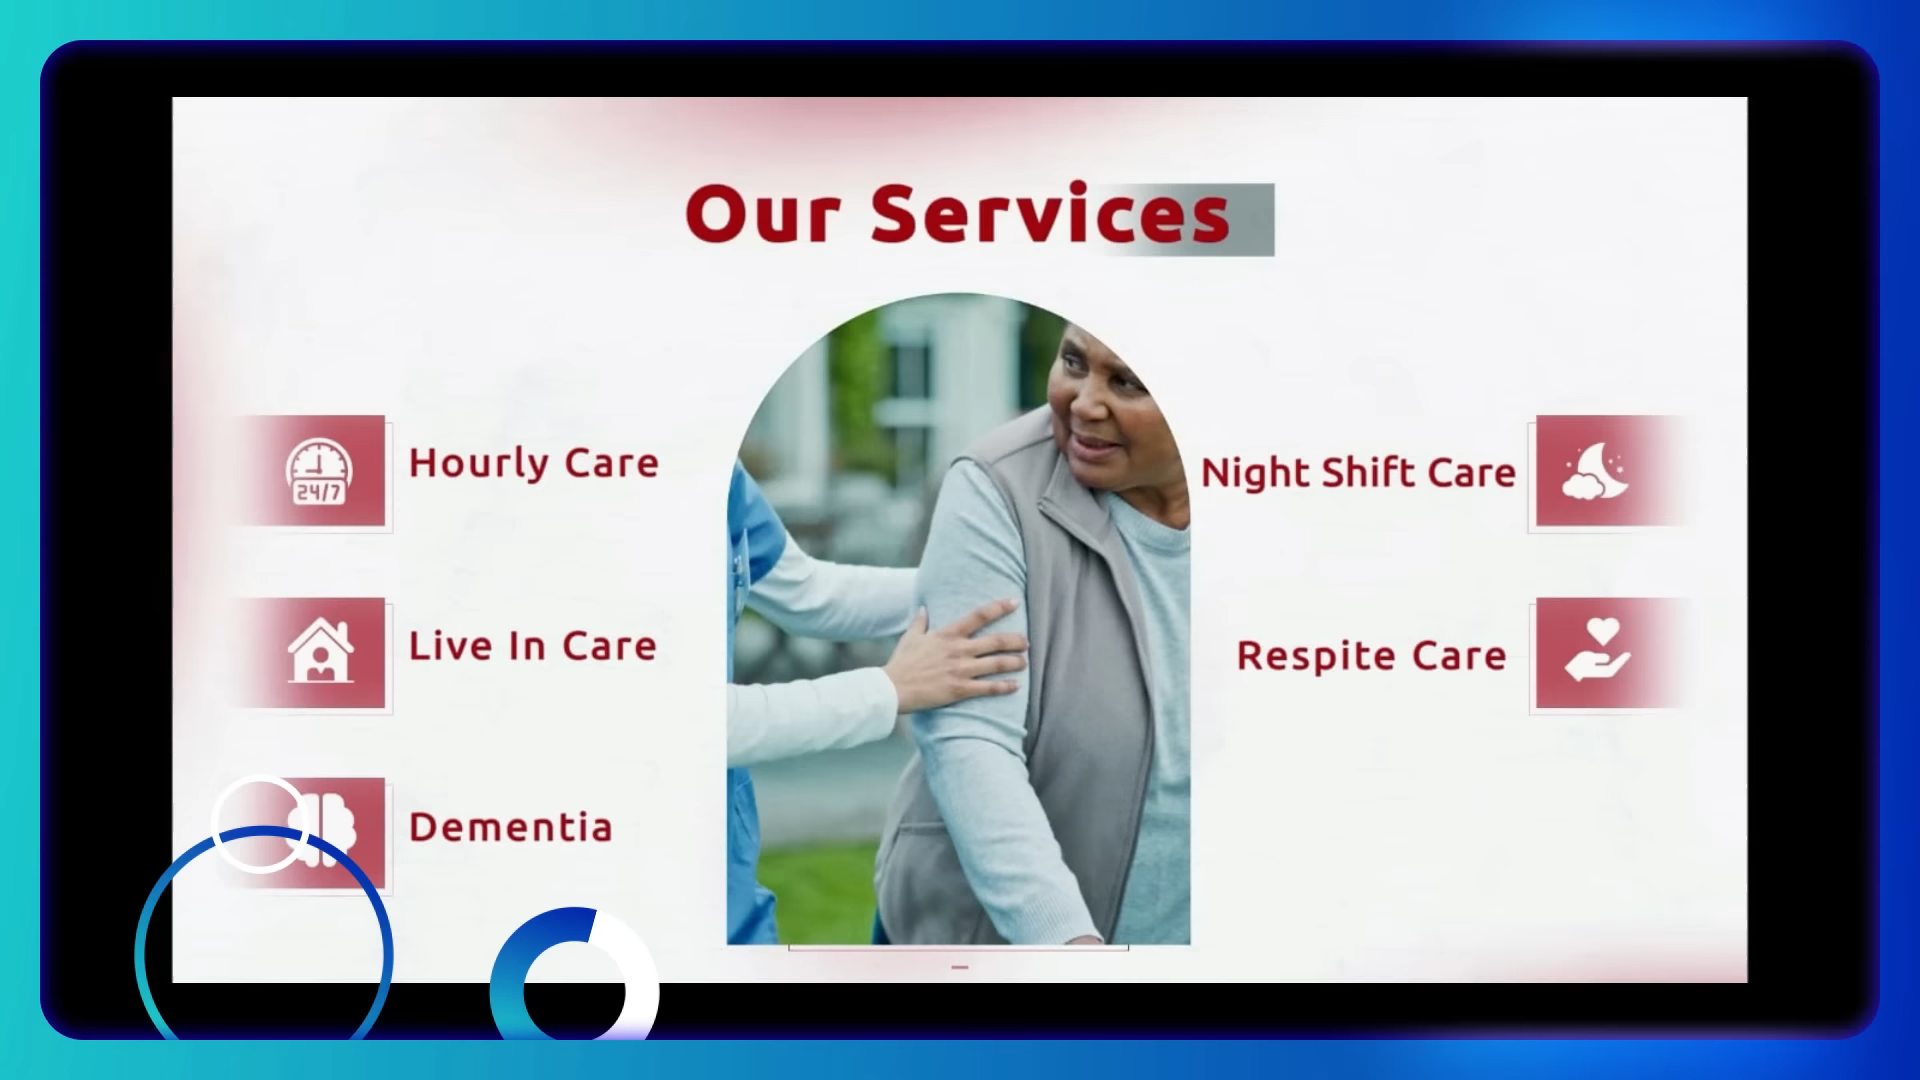 Our Services
24/7
Hourly Care
Live In Care
Dementia
Night Shift Care
Respite Care